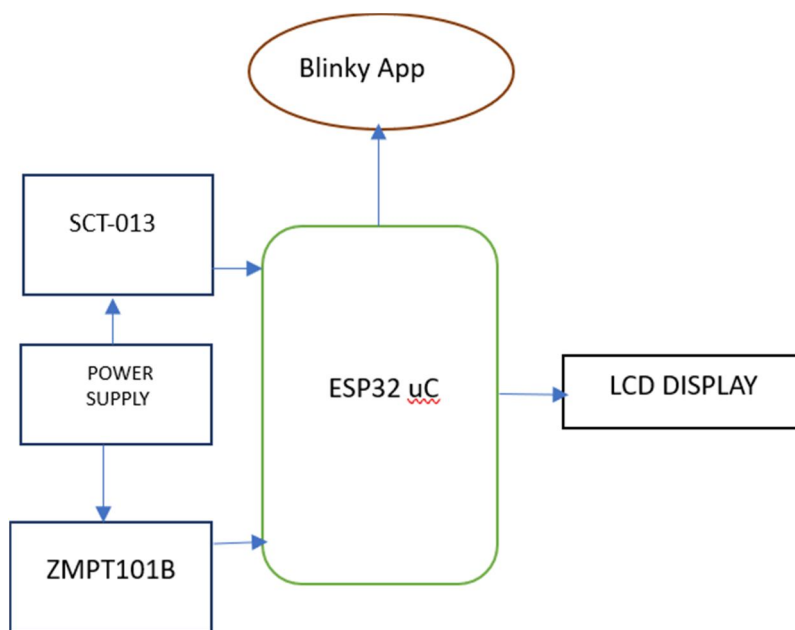 Blinky App
SCT-013
POWER
SUPPLY
ESP32 uC
LCD DISPLAY
ZMPT101B